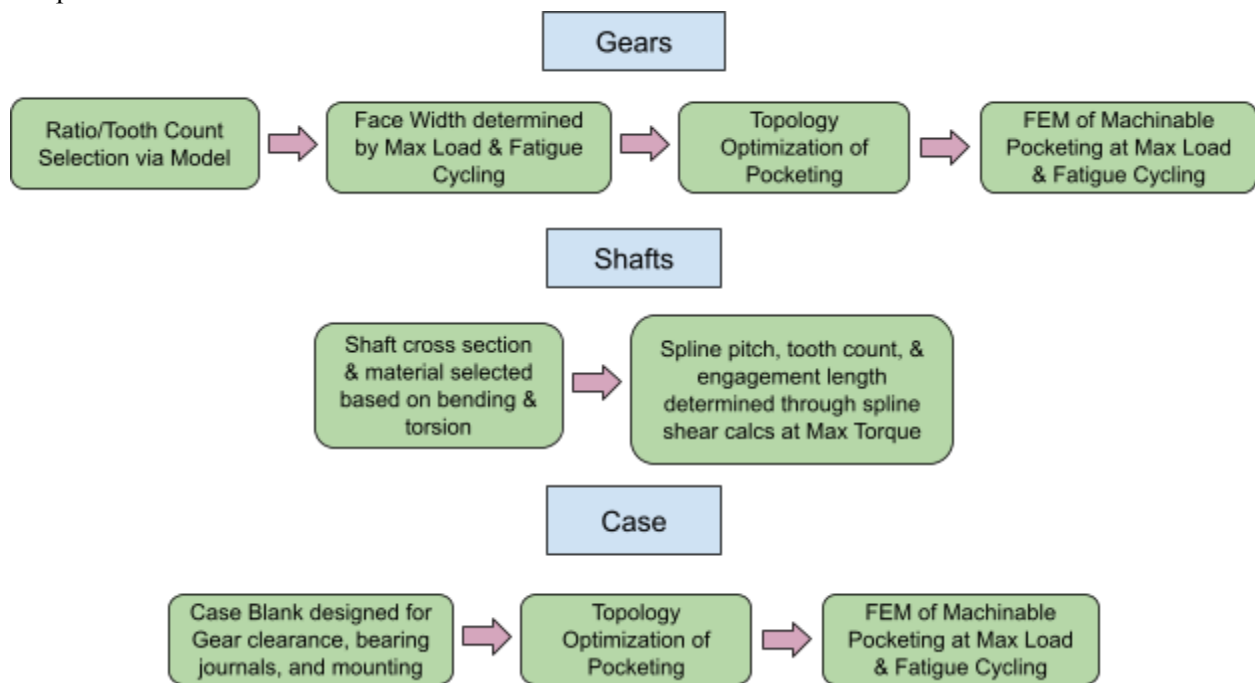 Gears
Ratio/Tooth Count
Selection via Model
Face Width determined
by Max Load & Fatigue
Cycling
Topology
Optimization of
Pocketing
FEM of Machinable
Pocketing at Max Load
& Fatigue Cycling
Shafts
Shaft cross section
& material selected
based on bending &
torsion
Spline pitch, tooth count, &
engagement length
determined through spline
shear calcs at Max Torque
Case
Case Blank designed for
Gear clearance, bearing
journals, and mounting
Topology
Optimization of
Pocketing
FEM of Machinable
Pocketing at Max Load
& Fatigue Cycling